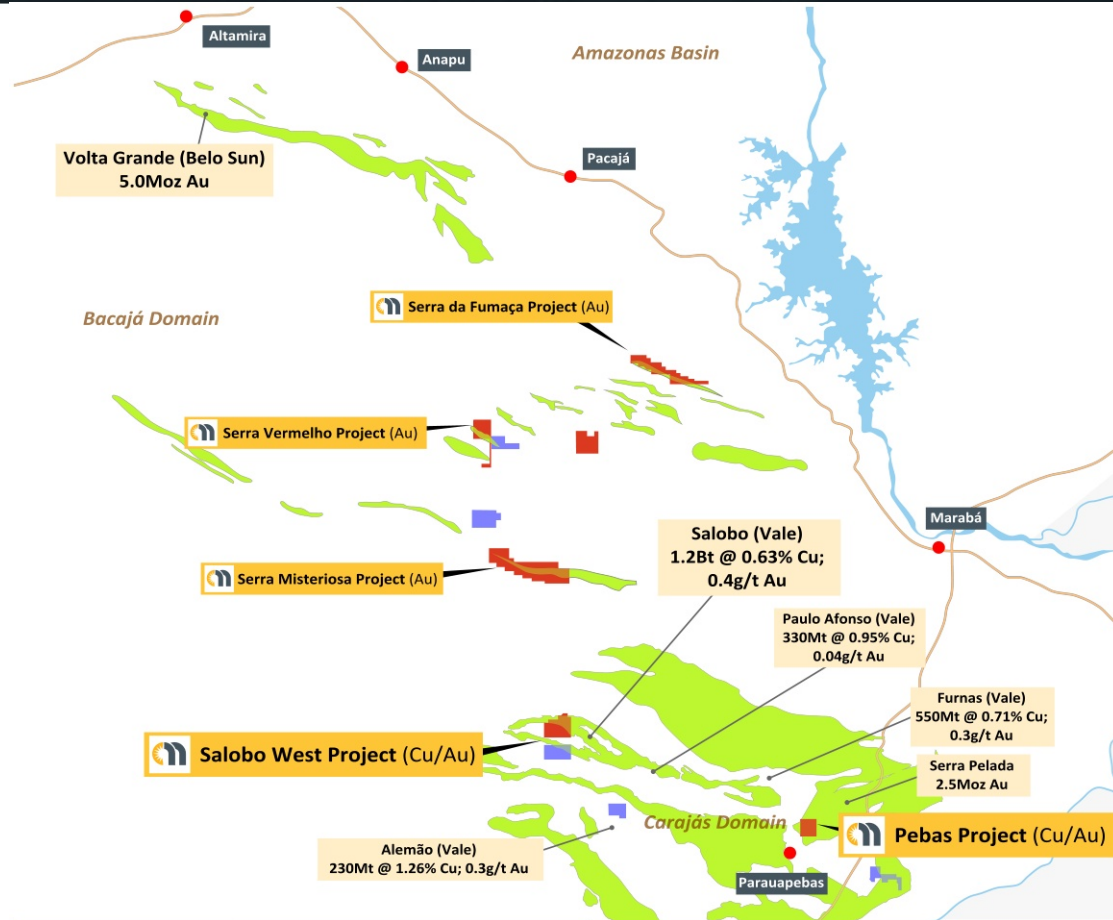 Altamira
Anapu
Amazonas Basin
Volta Grande (Belo Sun)
5.0Moz Au
Pacajá
Serra da Fumaça Project (Au)
Bacajá Domain
Serra Vermelho Project (Au)
Marabá
Salobo (Vale)
1.2Bt @ 0.63% Cu;
0.4g/t Au
Serra Misteriosa Project (Au)
Paulo Afonso (Vale)
330Mt @ 0.95% Cu;
0.04g/t Au
Furnas (Vale)
550Mt @ 0.71% Cu;
0.3g/t Au
Salobo West Project (Cu/Au)
Serra Pelada
2.5Moz Au
Carajás Domain
Pebas Project (Cu/Au)
Alemão (Vale)
230Mt @ 1.26% Cu; 0.3g/t Au
Parauapebas